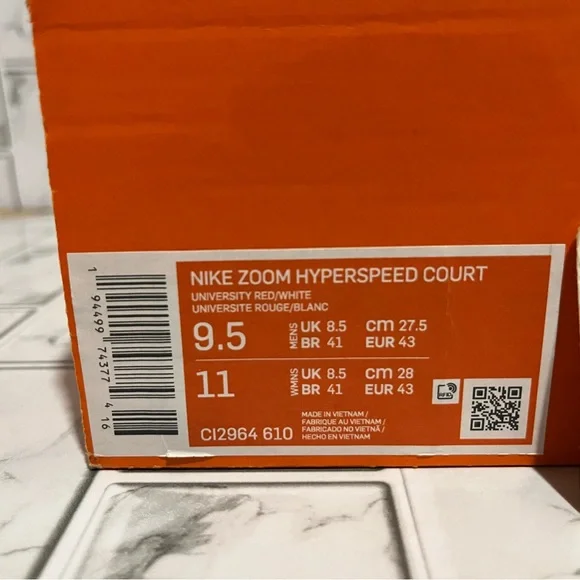 NIKE ZOOM HYPERSPEED COURT
UNIVERSITY RED/WHITE
UNIVERSITE ROUGE/BLANC
9.5 MENS UK 8.5 cm 27.5
BR 41 EUR 43
11 WMNS UK 8.5 cm 28
BR 41 EUR 43
CI2964 610
MADE IN VIETNAM /
FABRIQUE AU VIETNAM /
FABRICADO NO VIETNÃ /
HECHO EN VIETNAM
RFID
1 94499 74377 4 16